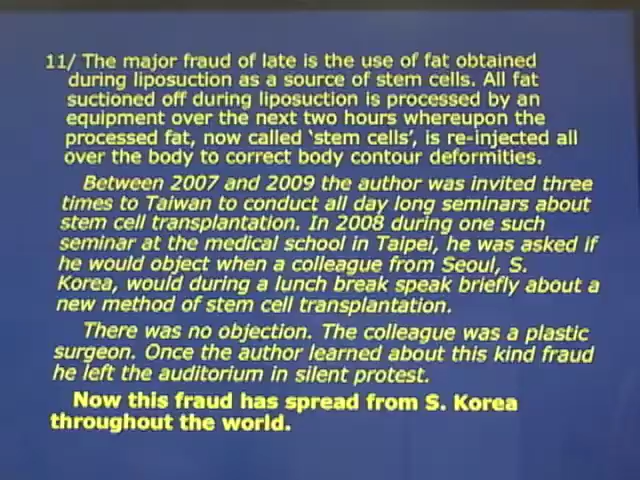 11/ The major fraud of late is the use of fat obtained
during liposuction as a source of stem cells. All fat
suctioned off during liposuction is processed by an
equipment over the next two hours whereupon the
processed fat, now called ‘stem cells’, is re-injected all
over the body to correct body contour deformities.
Between 2007 and 2009 the author was invited three
times to Taiwan to conduct all day long seminars about
stem cell transplantation. In 2008 during one such
seminar at the medical school in Taipei, he was asked if
he would object when a colleague from Seoul, S.
Korea, would during a lunch break speak briefly about a
new method of stem cell transplantation.
There was no objection. The colleague was a plastic
surgeon. Once the author learned about this kind fraud
he left the auditorium in silent protest.
Now this fraud has spread from S. Korea
throughout the world.